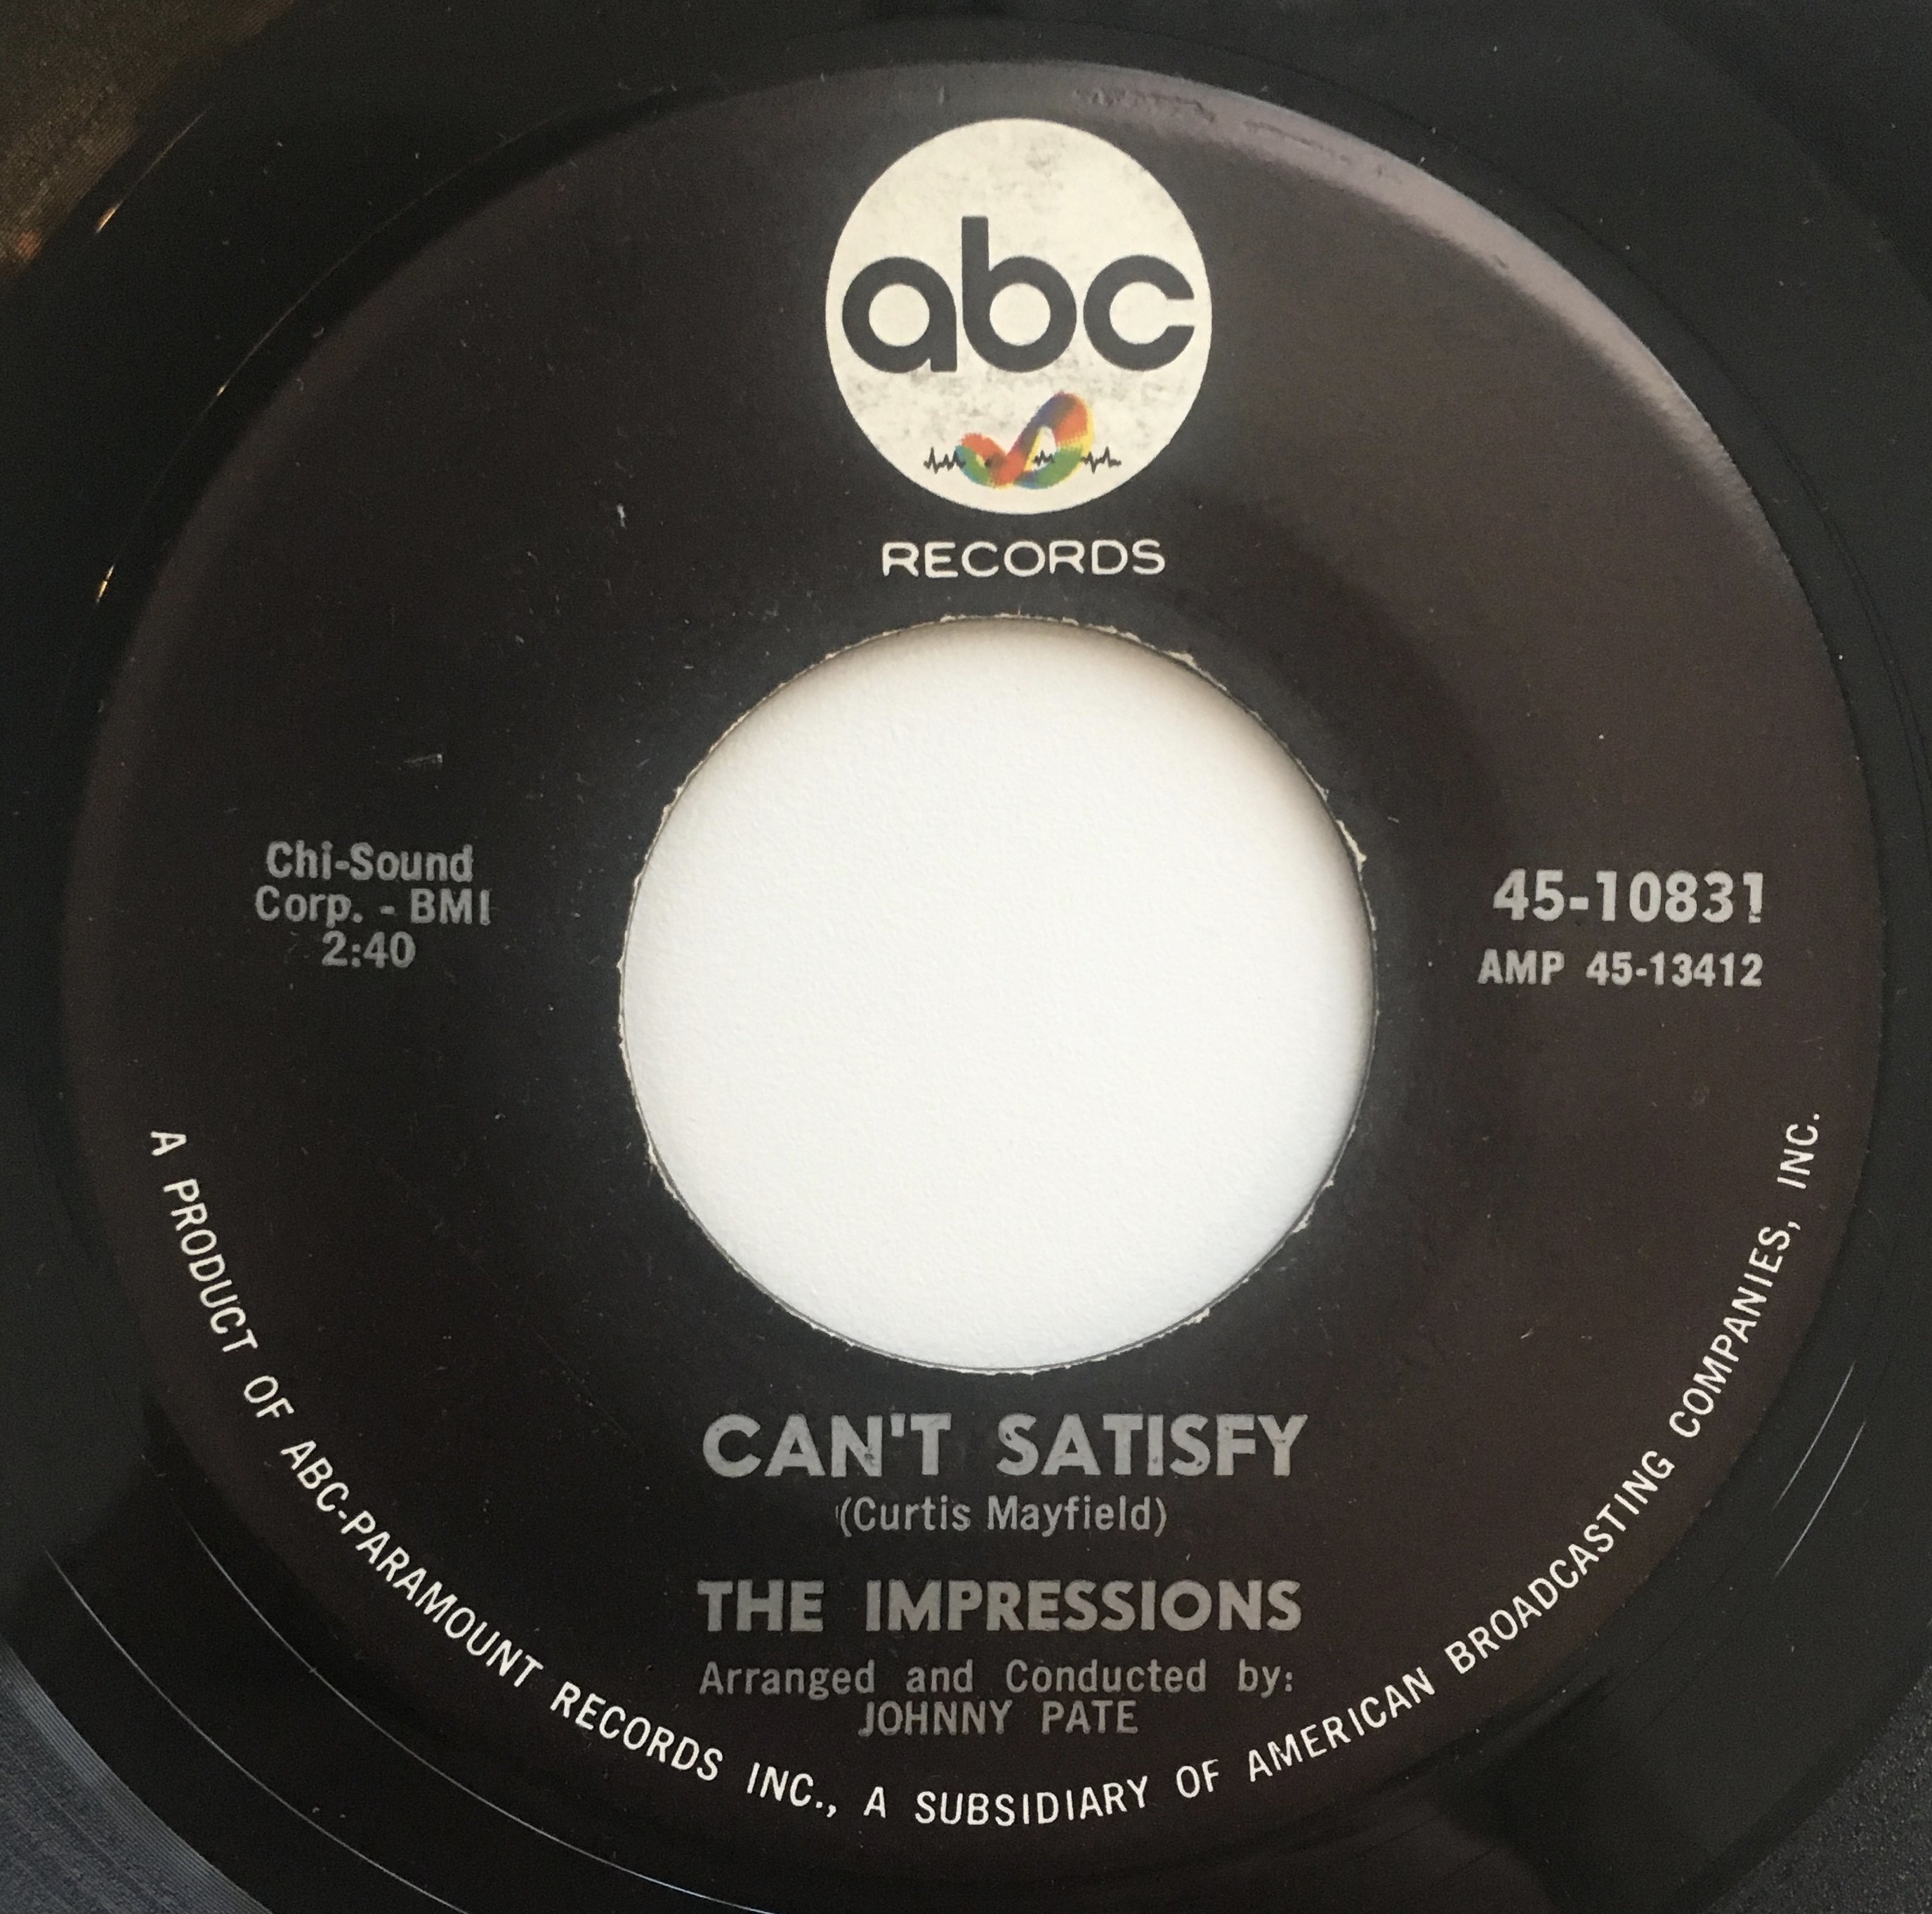 abc
RECORDS
Chi-Sound
Corp. - BMI
2:40
45-10831
AMP 45-13412
CAN'T SATISFY
(Curtis Mayfield)
THE IMPRESSIONS
Arranged and Conducted by:
JOHNNY PATE
A PRODUCT OF ABC-PARAMOUNT RECORDS INC., A SUBSIDIARY OF AMERICAN BROADCASTING COMPANIES, INC.